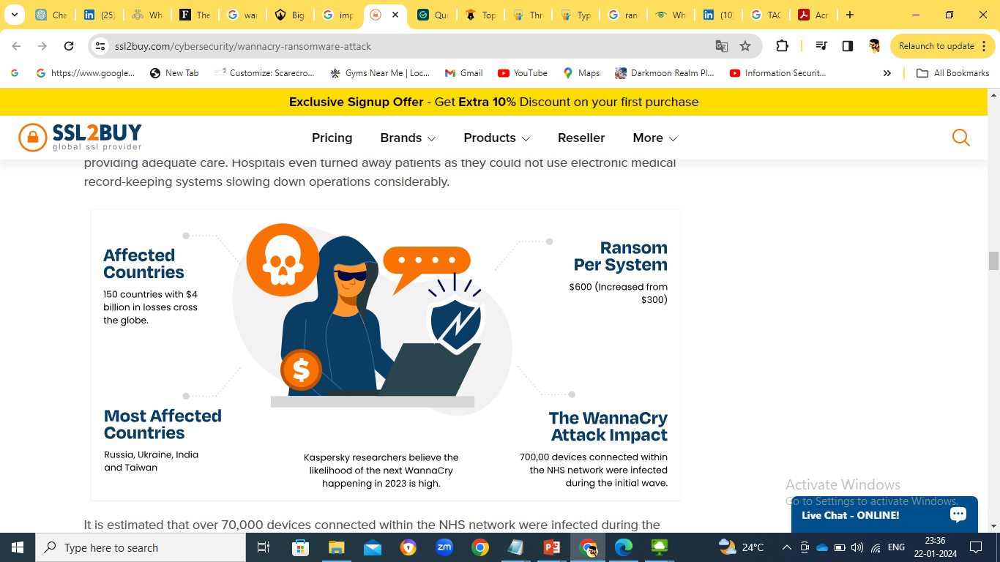 Cha
(25)
Wh
The
war
Big
imp
Que
Top
Thr
Typ
ran
Wh
(10)
TAC
Acr
ssl2buy.com/cybersecurity/wannacry-ransomware-attack
Relaunch to update
https://www.google...
New Tab
Customize: Scarecro...
Gyms Near Me | Loc...
Gmail
YouTube
Maps
Darkmoon Realm Pl...
Information Securit...
All Bookmarks
Exclusive Signup Offer - Get Extra 10% Discount on your first purchase
SSL2BUY
global ssl provider
Pricing
Brands
Products
Reseller
More
providing adequate care. Hospitals even turned away patients as they could not use electronic medical
record-keeping systems slowing down operations considerably.
Affected
Countries
150 countries with $4
billion in losses cross
the globe.
Ransom
Per System
$600 (Increased from
$300)
$
Most Affected
Countries
Russia, Ukraine, India
and Taiwan
Kaspersky researchers believe the
likelihood of the next WannaCry
happening in 2023 is high.
The WannaCry
Attack Impact
700,00 devices connected within
the NHS network were infected
during the initial wave.
Activate Windows
Go to Settings to activate Windows.
Live Chat - ONLINE!
It is estimated that over 70,000 devices connected within the NHS network were infected during the
Type here to search
zm
24°C
ENG
23:36
22-01-2024